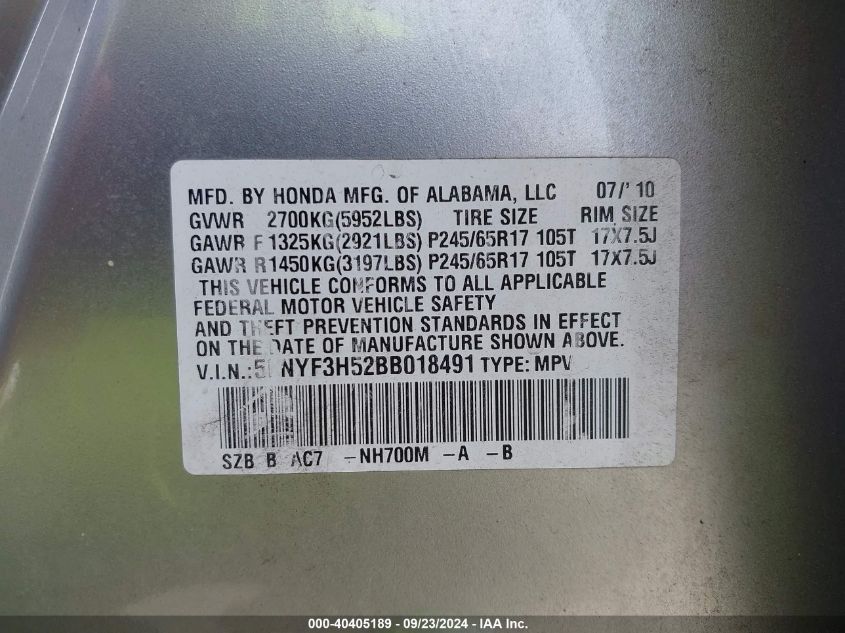 MFD. BY HONDA MFG. OF ALABAMA, LLC 07/'10
GVWR 2700KG(5952LBS) TIRE SIZE RIM SIZE
GAWR F 1325KG(2921LBS) P245/65R17 105T 17X7.5J
GAWR R1450KG(3197LBS) P245/65R17 105T 17X7.5J
THIS VEHICLE CONFORMS TO ALL APPLICABLE
FEDERAL MOTOR VEHICLE SAFETY
AND THEFT PREVENTION STANDARDS IN EFFECT
ON THE DATE OF MANUFACTURE SHOWN ABOVE.
V.I.N.:5 NYF3H52BB018491 TYPE: MPV
SZB B AC7 -NH700M -A -B
000-40405189 - 09/23/2024 - IAA Inc.